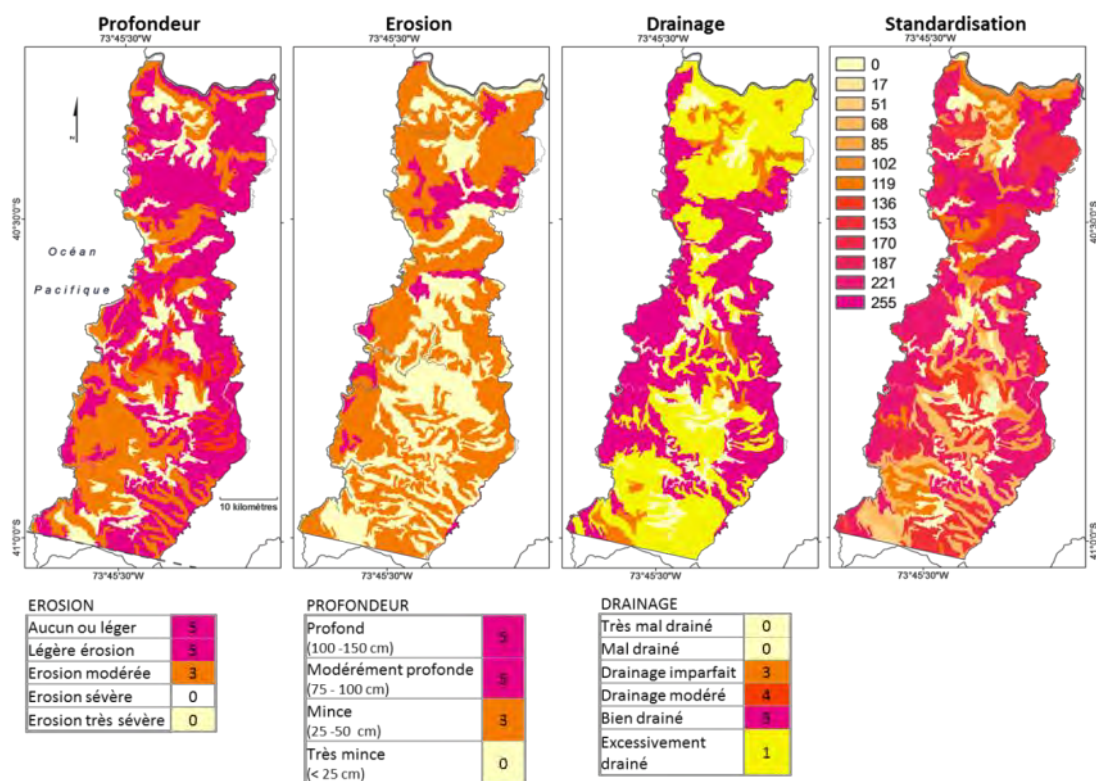 Profondeur
Erosion
Drainage
Standardisation
73°45'30"W
73°45'30"W
73°45'30"W
73°45'30"W
0
17
51
68
85
102
119
136
153
170
187
221
255
z
40°30'0"S
40°30'0"S
Océan
Pacifique
10 kilomètres
41°0'0"S
41°0'0"S
73°45'30"W
73°45'30"W
73°45'30"W
73°45'30"W
EROSION
Aucun ou léger 5
Légère érosion 5
Erosion modérée 3
Erosion sévère 0
Erosion très sévère 0
PROFONDEUR
Profond 5
(100 -150 cm)
Modérément profonde 5
(75 - 100 cm)
Mince 3
(25 -50 cm)
Très mince 0
(< 25 cm)
DRAINAGE
Très mal drainé 0
Mal drainé 0
Drainage imparfait 3
Drainage modéré 4
Bien drainé 5
Excessivement 1
drainé